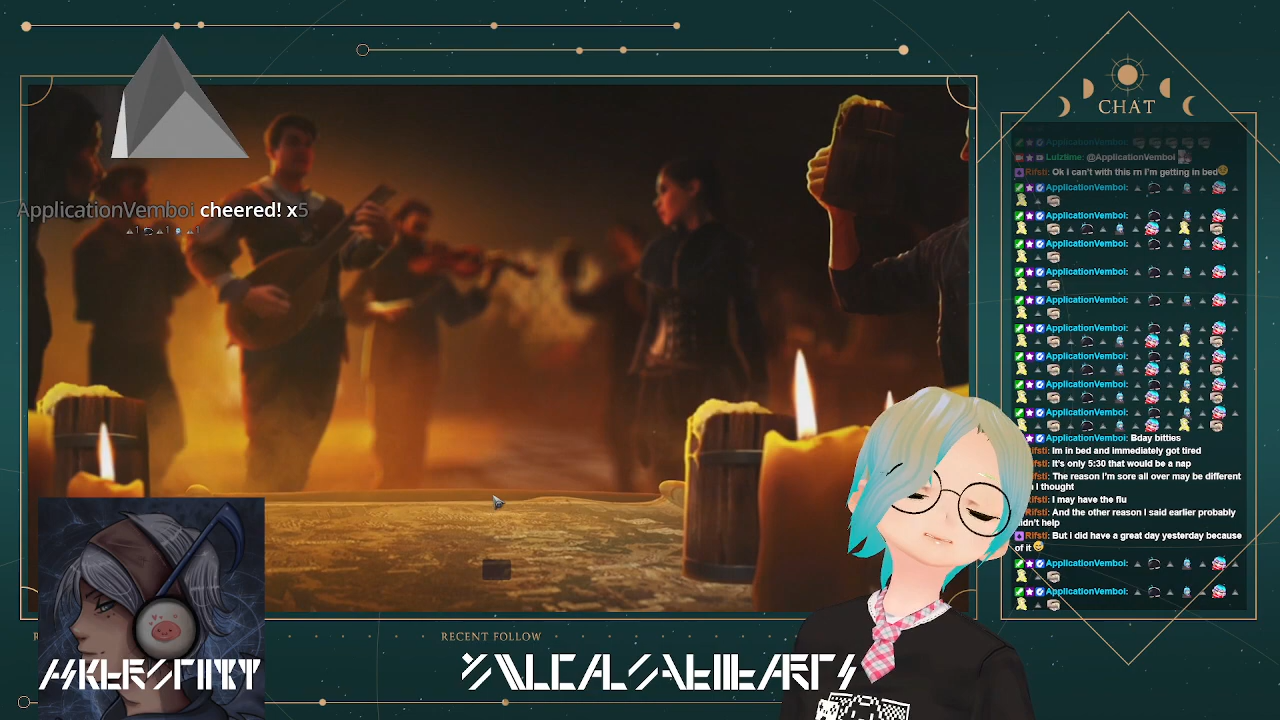 CHAT
ApplicationVemboi:
Lulzlime: @ApplicationVemboi
Rifsti: Ok i can't with this rn I'm getting in bed
ApplicationVemboi:
ApplicationVemboi cheered! x5
ApplicationVemboi:
ApplicationVemboi:
ApplicationVemboi:
ApplicationVemboi:
ApplicationVemboi:
ApplicationVemboi:
ApplicationVemboi:
ApplicationVemboi:
ApplicationVemboi: Bday bitties
Rifsti: Im in bed and immediately got tired
Rifsti: It's only 5:30 that would be a nap
Rifsti: The reason I'm sore all over may be different
I thought
Rifsti: I may have the flu
Rifsti: And the other reason I said earlier probably
didn't help
Rifsti: But I did have a great day yesterday because
of it
ApplicationVemboi:
ApplicationVemboi:
RECENT FOLLOW